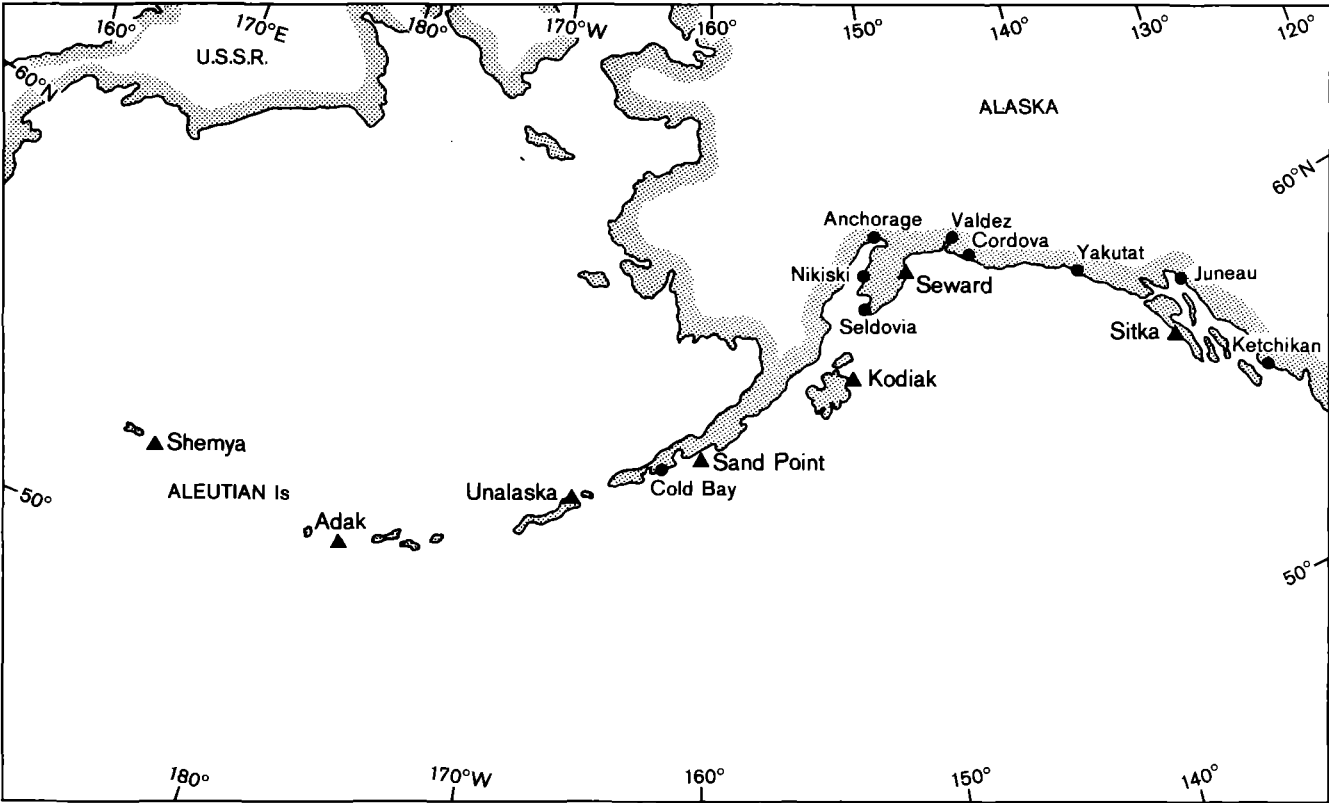 160°
170°E
180°
170°W
160°
150°
140°
130°
120°
U.S.S.R.
60°N
ALASKA
60°N
Anchorage
Valdez
Cordova
Yakutat
Nikiski
Seward
Juneau
Seldovia
Sitka
Ketchikan
Kodiak
Shemya
Sand Point
ALEUTIAN Is
Unalaska
Cold Bay
50°
Adak
50°
180°
170°W
160°
150°
140°